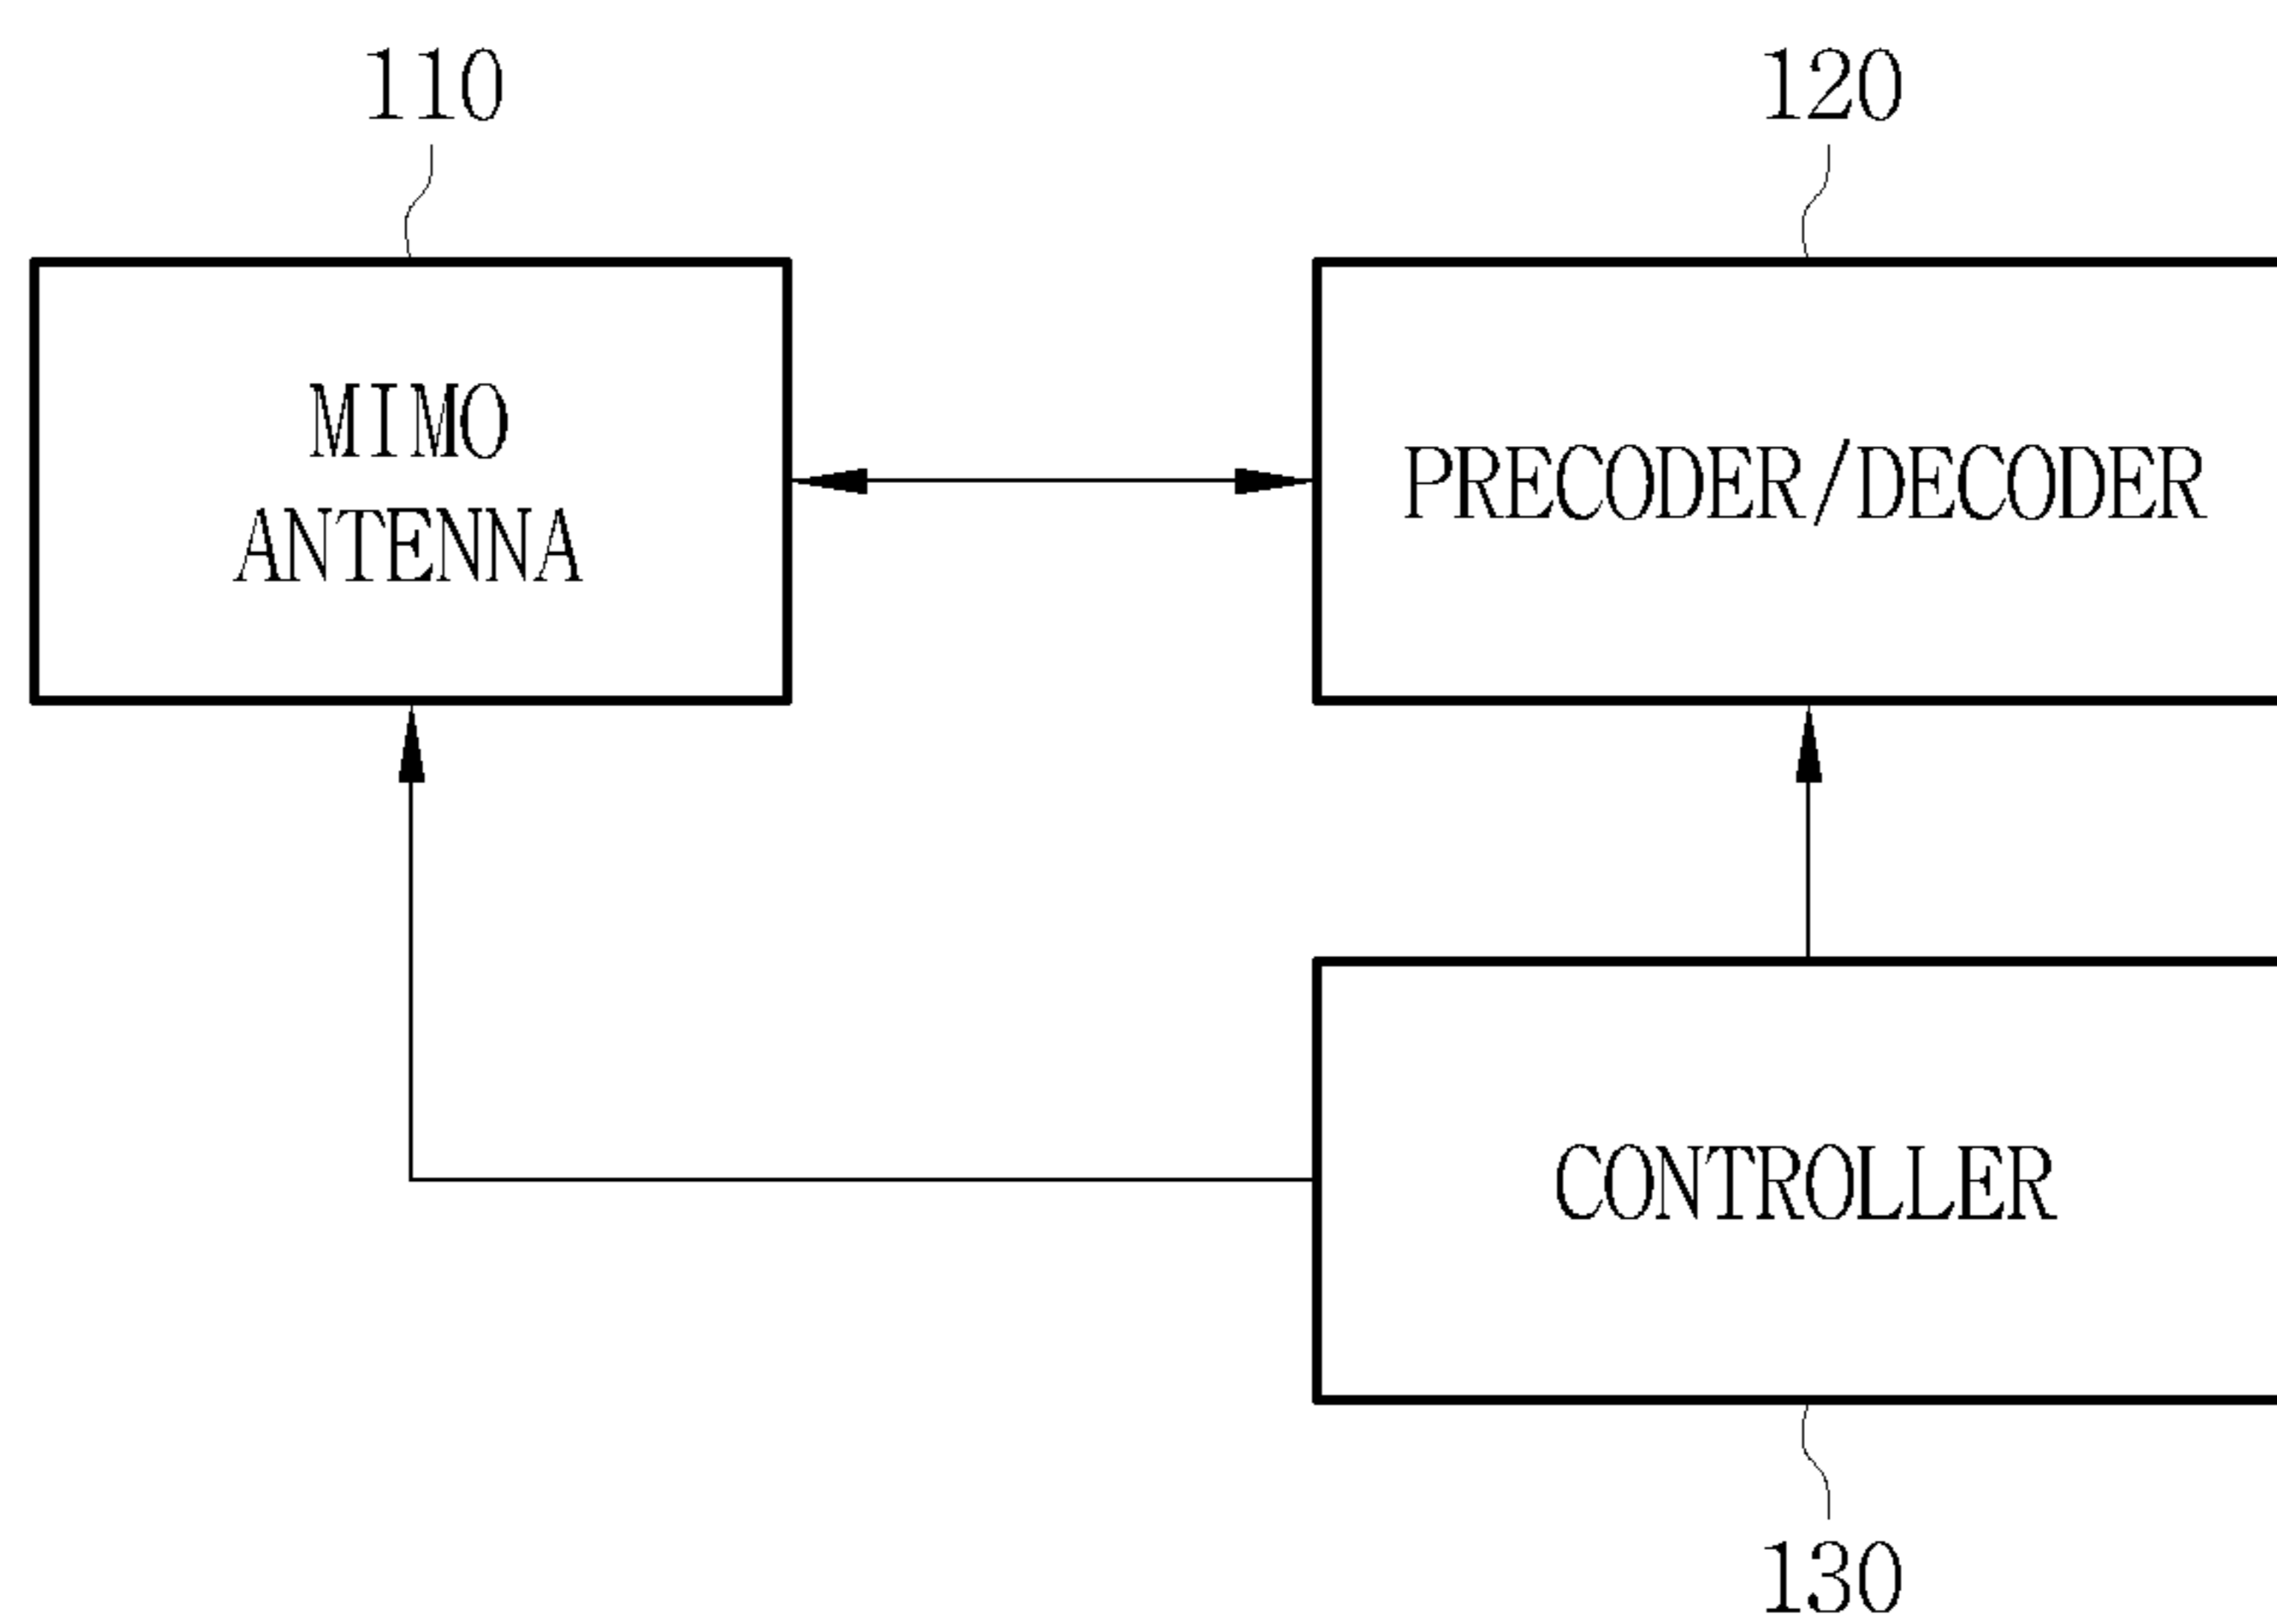 110
120
MIMO
ANTENNA
PRECODER/DECODER
CONTROLLER
130